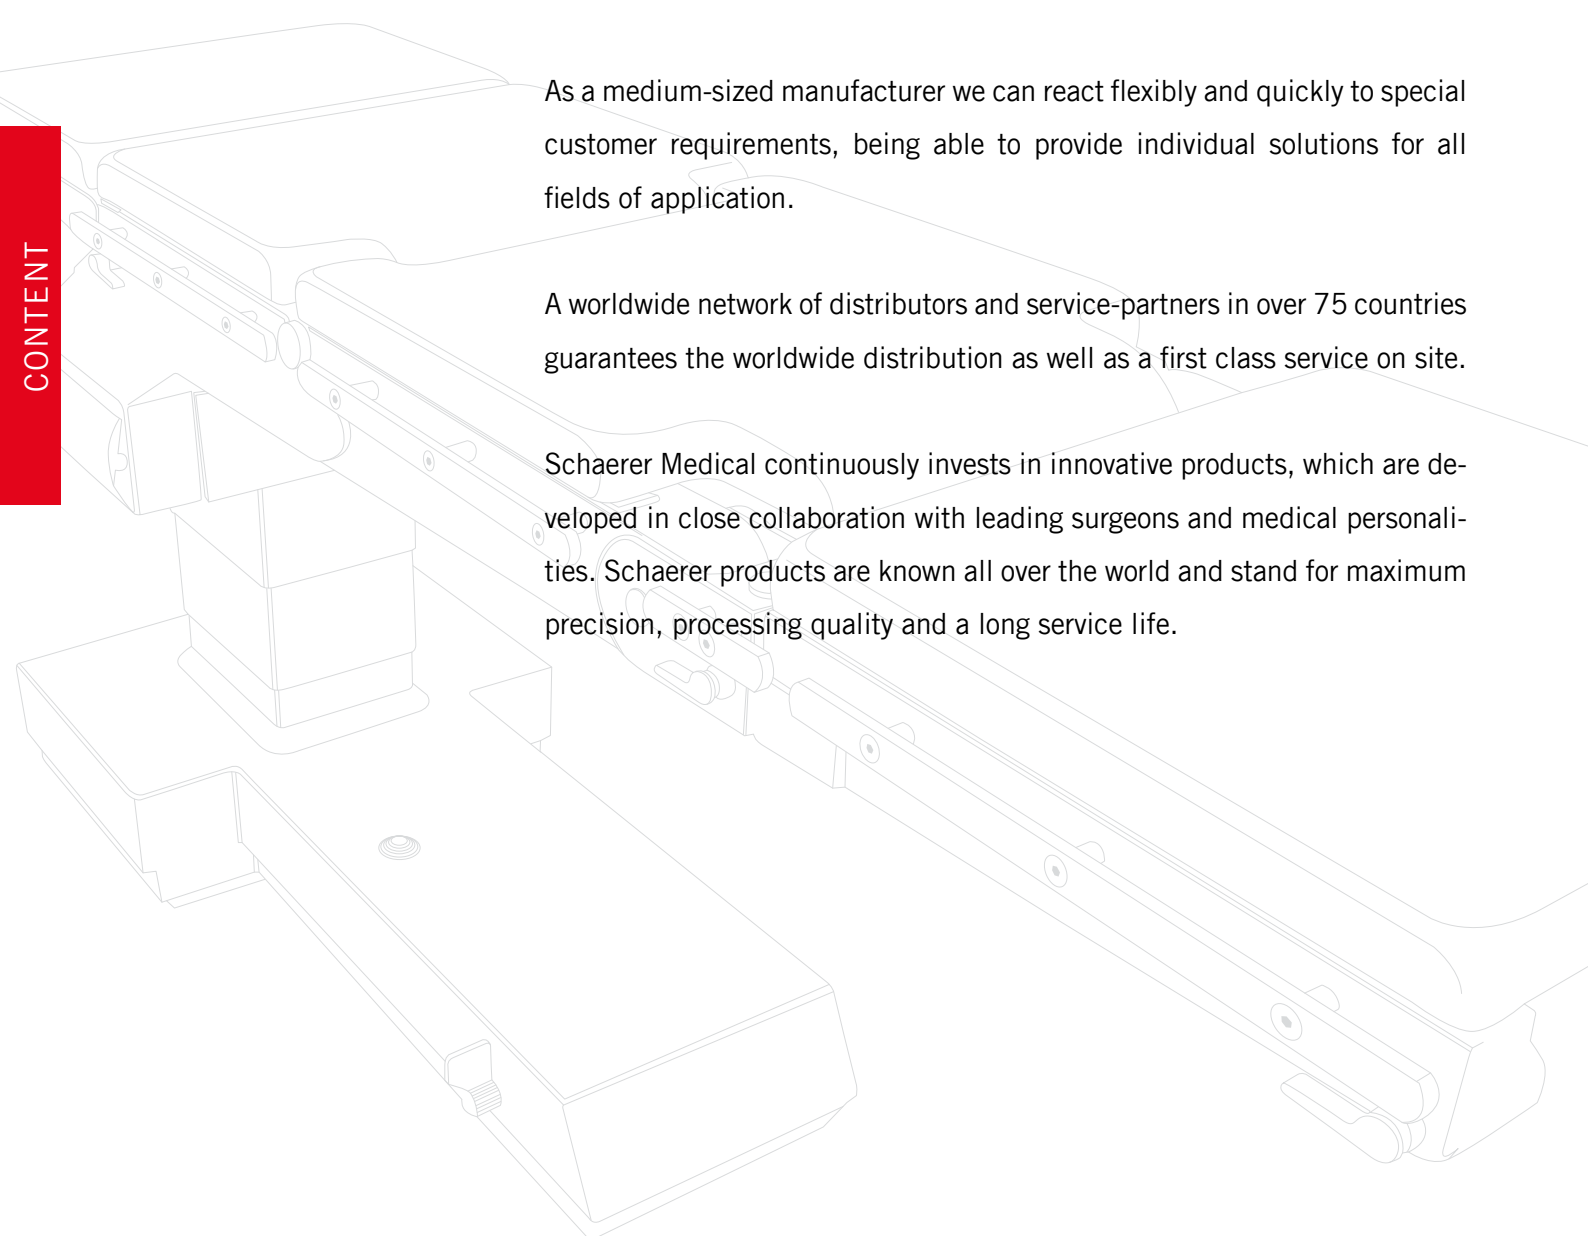 CONTENT
As a medium-sized manufacturer we can react flexibly and quickly to special
customer requirements, being able to provide individual solutions for all
fields of application.
A worldwide network of distributors and service-partners in over 75 countries
guarantees the worldwide distribution as well as a first class service on site.
Schaerer Medical continuously invests in innovative products, which are de-
veloped in close collaboration with leading surgeons and medical personali-
ties. Schaerer products are known all over the world and stand for maximum
precision, processing quality and a long service life.